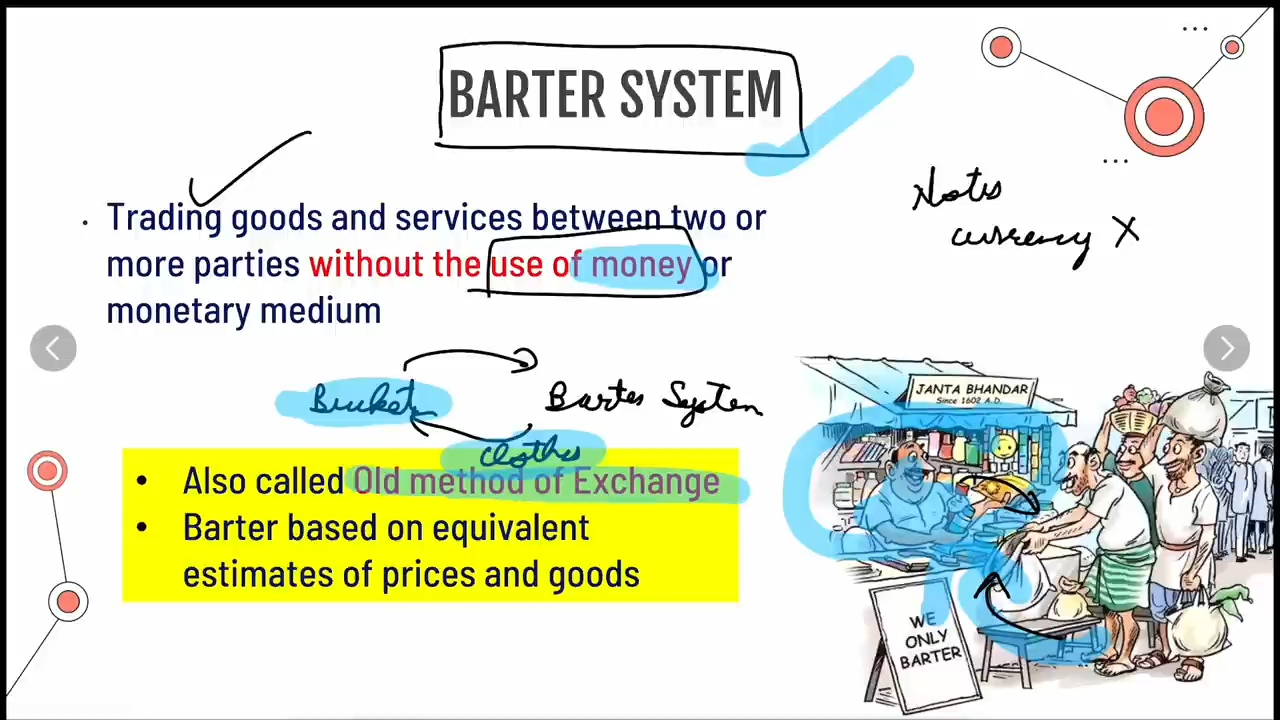 BARTER SYSTEM
Trading goods and services between two or
more parties without the use of money or
monetary medium
Notes
currency X
Buckets
Barter System
clothes
• Also called Old method of Exchange
• Barter based on equivalent
estimates of prices and goods
JANTA BHANDAR
Since 1602 A.D.
WE
ONLY
BARTER